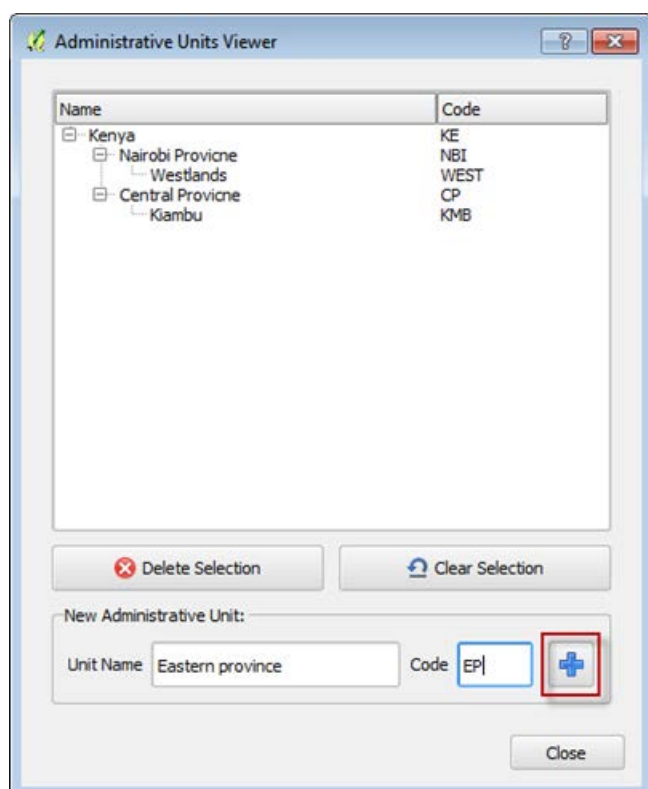 Administrative Units Viewer
Name Code
Kenya KE
Nairobi Provicne NBI
Westlands WEST
Central Provicne CP
Kiambu KMB
Delete Selection Clear Selection
New Administrative Unit:
Unit Name Eastern province Code EP
Close